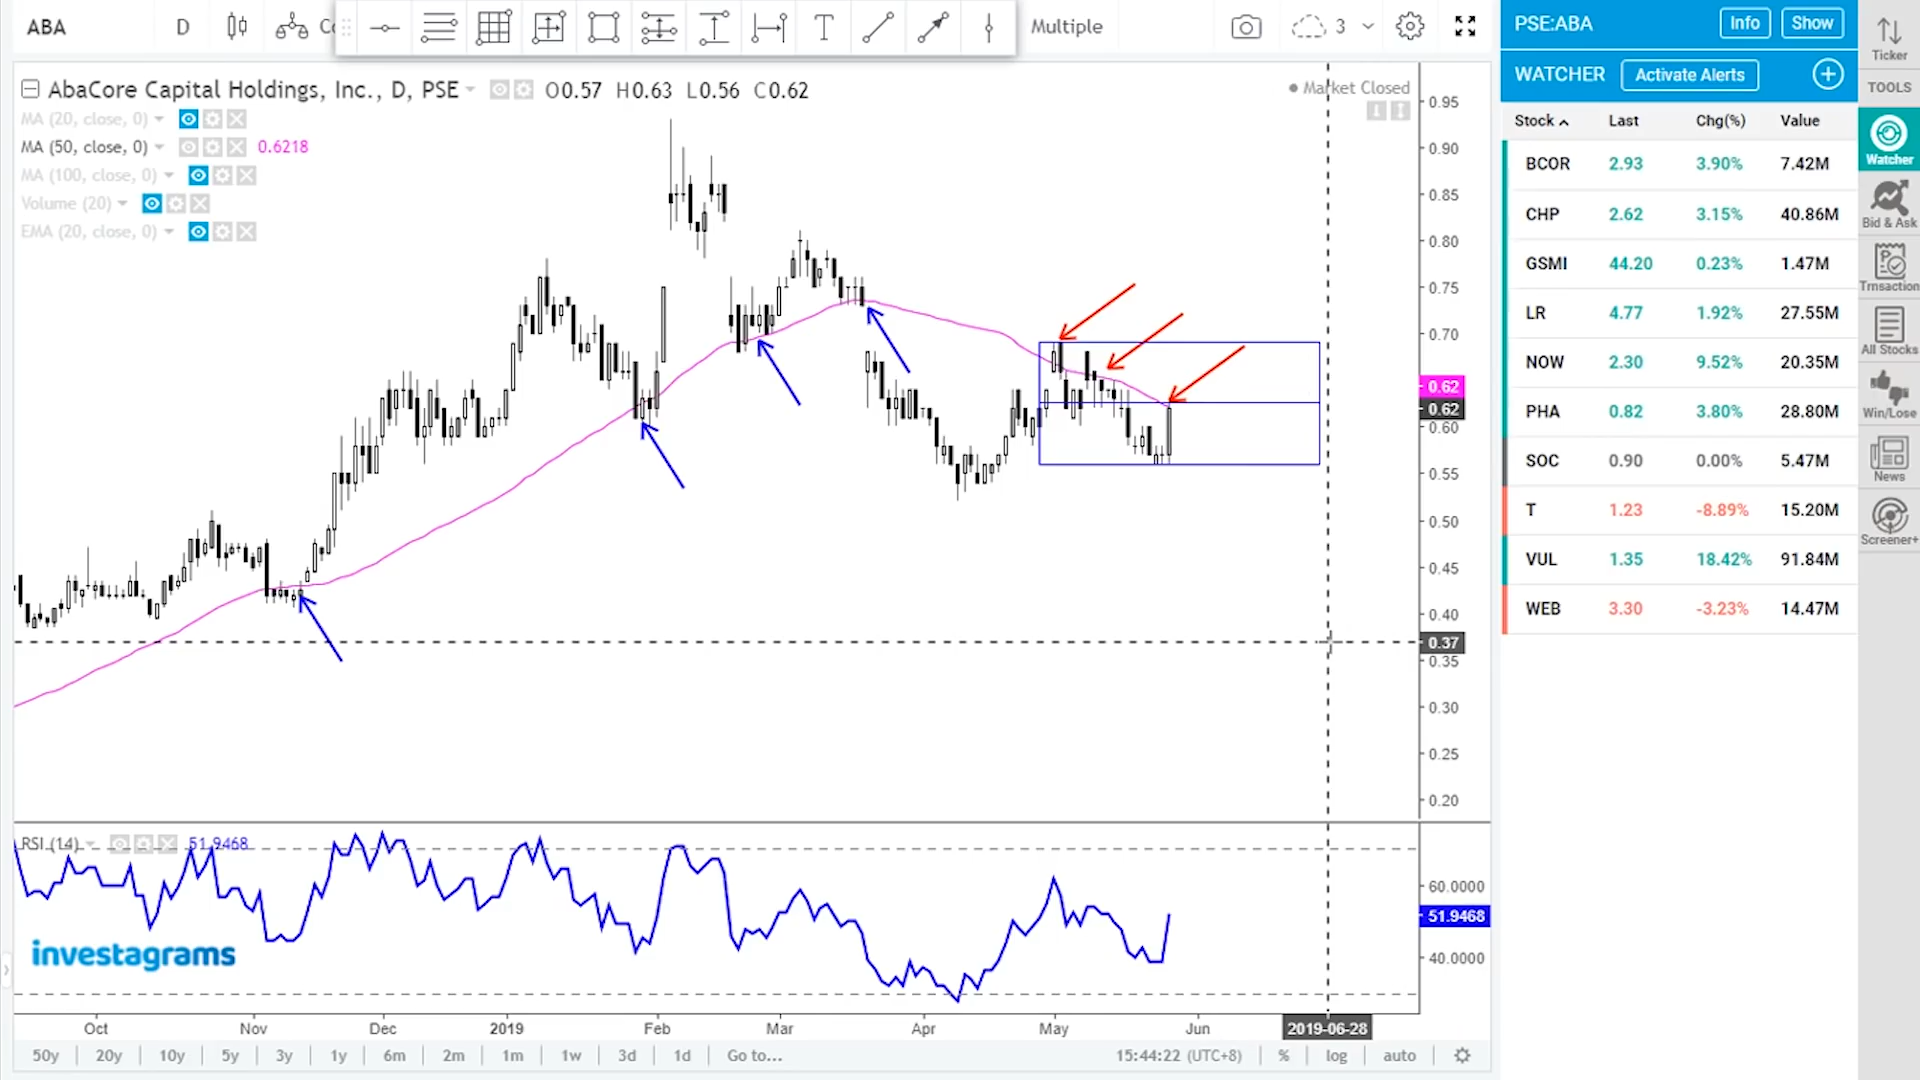 ABA D Multiple 3
AbaCore Capital Holdings, Inc., D, PSE O0.57 H0.63 L0.56 C0.62
Market Closed
MA (20, close, 0)
MA (50, close, 0) 0.6218
MA (100, close, 0)
Volume (20)
EMA (20, close, 0)
0.95
0.90
0.85
0.80
0.75
0.70
0.62
0.62
0.60
0.55
0.50
0.45
0.40
0.37
0.35
0.30
0.25
0.20
RSI (14) 51.9468
60.0000
51.9468
40.0000
investagrams
Oct Nov Dec 2019 Feb Mar Apr May Jun 2019-06-28
50y 20y 10y 5y 3y 1y 6m 2m 1m 1w 3d 1d Go to... 15:44:22 (UTC+8) % log auto
PSE:ABA Info Show
WATCHER Activate Alerts
Stock Last Chg(%) Value
BCOR 2.93 3.90% 7.42M
CHP 2.62 3.15% 40.86M
GSMI 44.20 0.23% 1.47M
LR 4.77 1.92% 27.55M
NOW 2.30 9.52% 20.35M
PHA 0.82 3.80% 28.80M
SOC 0.90 0.00% 5.47M
T 1.23 -8.89% 15.20M
VUL 1.35 18.42% 91.84M
WEB 3.30 -3.23% 14.47M
Ticker
TOOLS
Watcher
Bid & Ask
Trnsaction
All Stocks
Win/Lose
News
Screener+